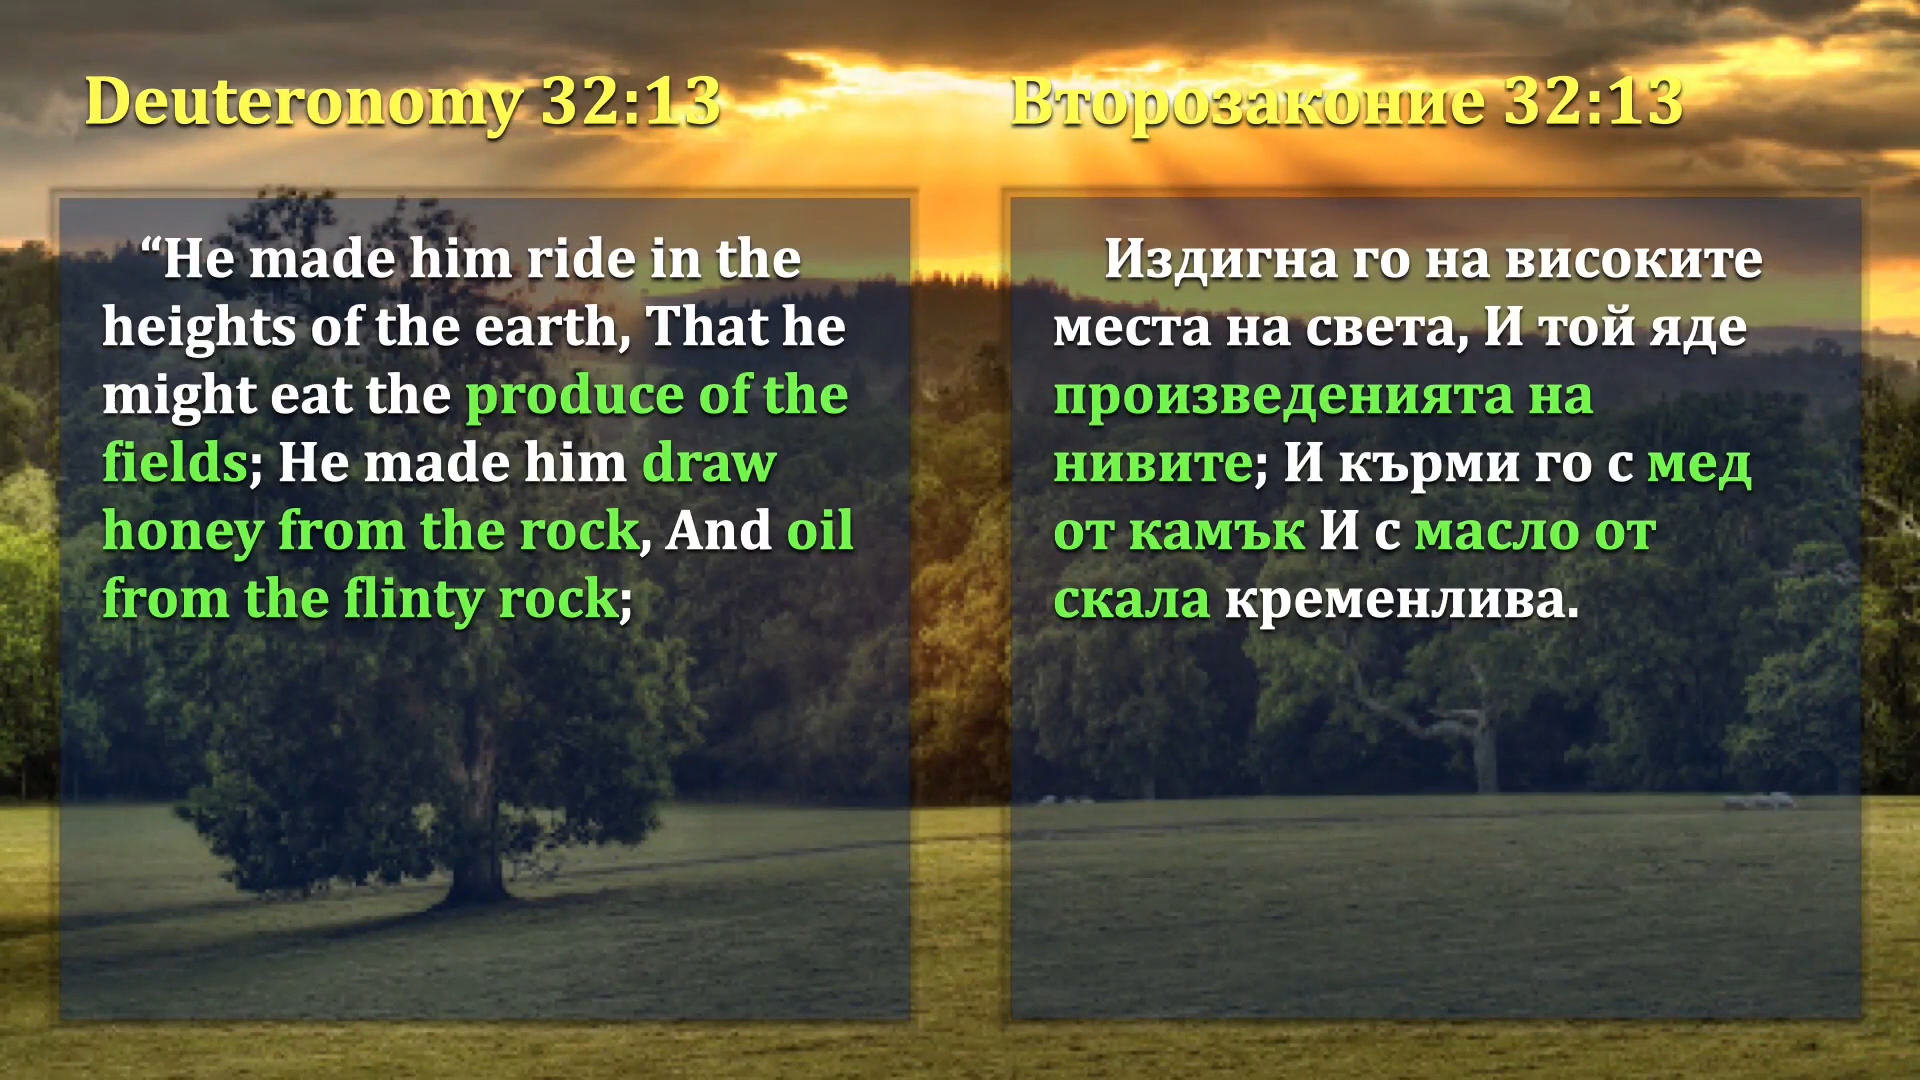 Deuteronomy 32:13
“He made him ride in the
heights of the earth, That he
might eat the produce of the
fields; He made him draw
honey from the rock, And oil
from the flinty rock;
Второзаконие 32:13
Издигна го на високите
места на света, И той яде
произведенията на
нивите; И кърми го с мед
от камък И с масло от
скала кременлива.